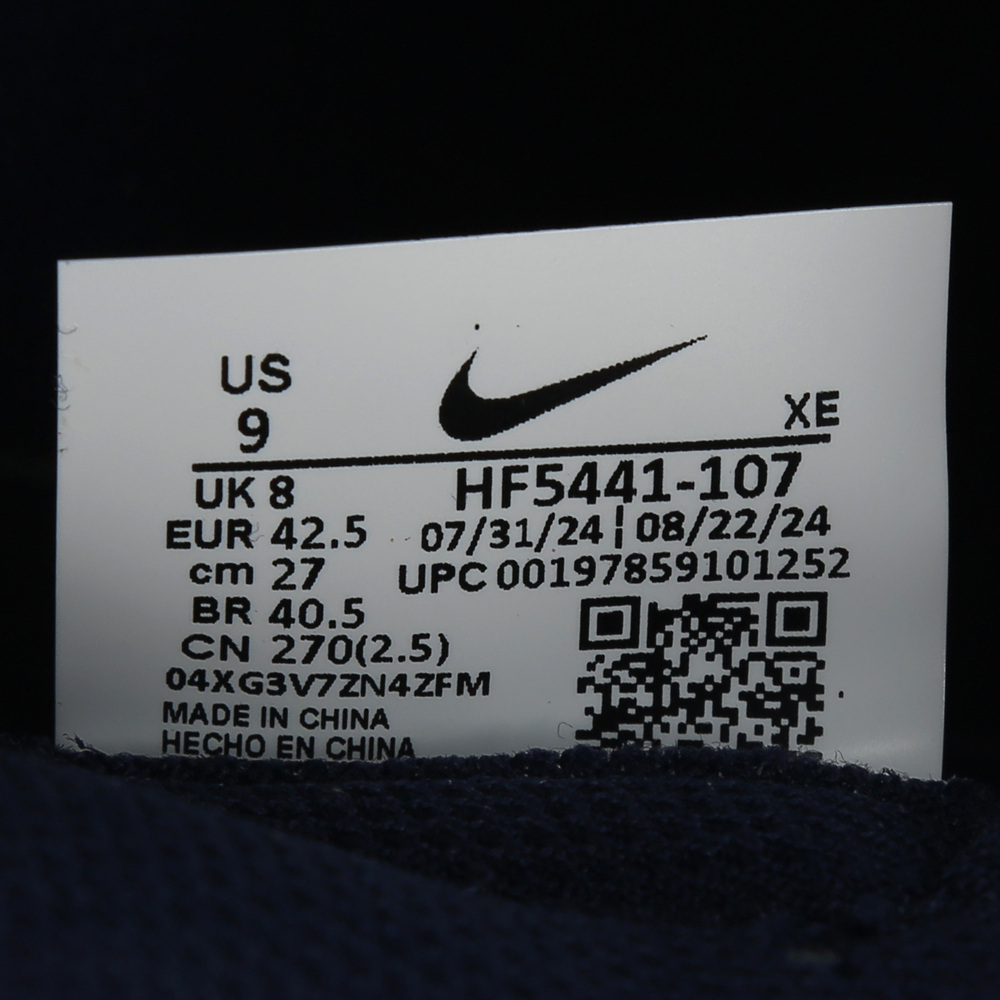 US
9
XE
UK 8
EUR 42.5
cm 27
BR 40.5
CN 270(2.5)
HF5441-107
07/31/24 | 08/22/24
UPC 00197859101252
04XG3V7ZN4ZFM
MADE IN CHINA
HECHO EN CHINA